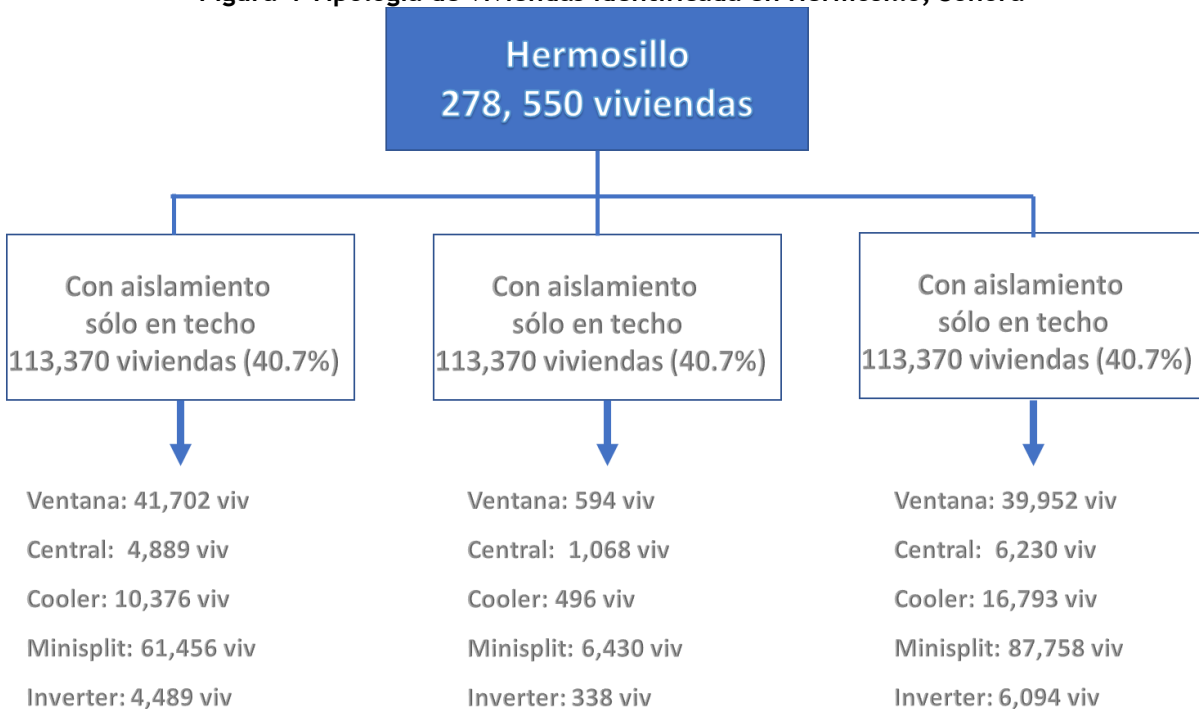 Hermosillo
278, 550 viviendas
Con aislamiento
sólo en techo
113,370 viviendas (40.7%)
Con aislamiento
sólo en techo
113,370 viviendas (40.7%)
Con aislamiento
sólo en techo
113,370 viviendas (40.7%)
Ventana: 41,702 viv
Central: 4,889 viv
Cooler: 10,376 viv
Minisplit: 61,456 viv
Inverter: 4,489 viv
Ventana: 594 viv
Central: 1,068 viv
Cooler: 496 viv
Minisplit: 6,430 viv
Inverter: 338 viv
Ventana: 39,952 viv
Central: 6,230 viv
Cooler: 16,793 viv
Minisplit: 87,758 viv
Inverter: 6,094 viv